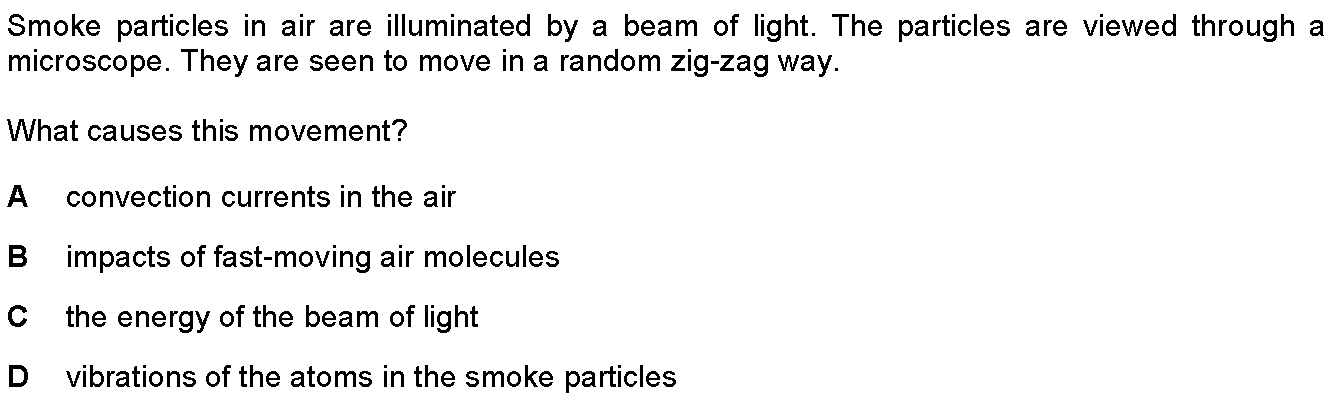 Smoke particles in air are illuminated by a beam of light. The particles are viewed through a
microscope. They are seen to move in a random zig-zag way.
What causes this movement?
A convection currents in the air
B impacts of fast-moving air molecules
C the energy of the beam of light
D vibrations of the atoms in the smoke particles